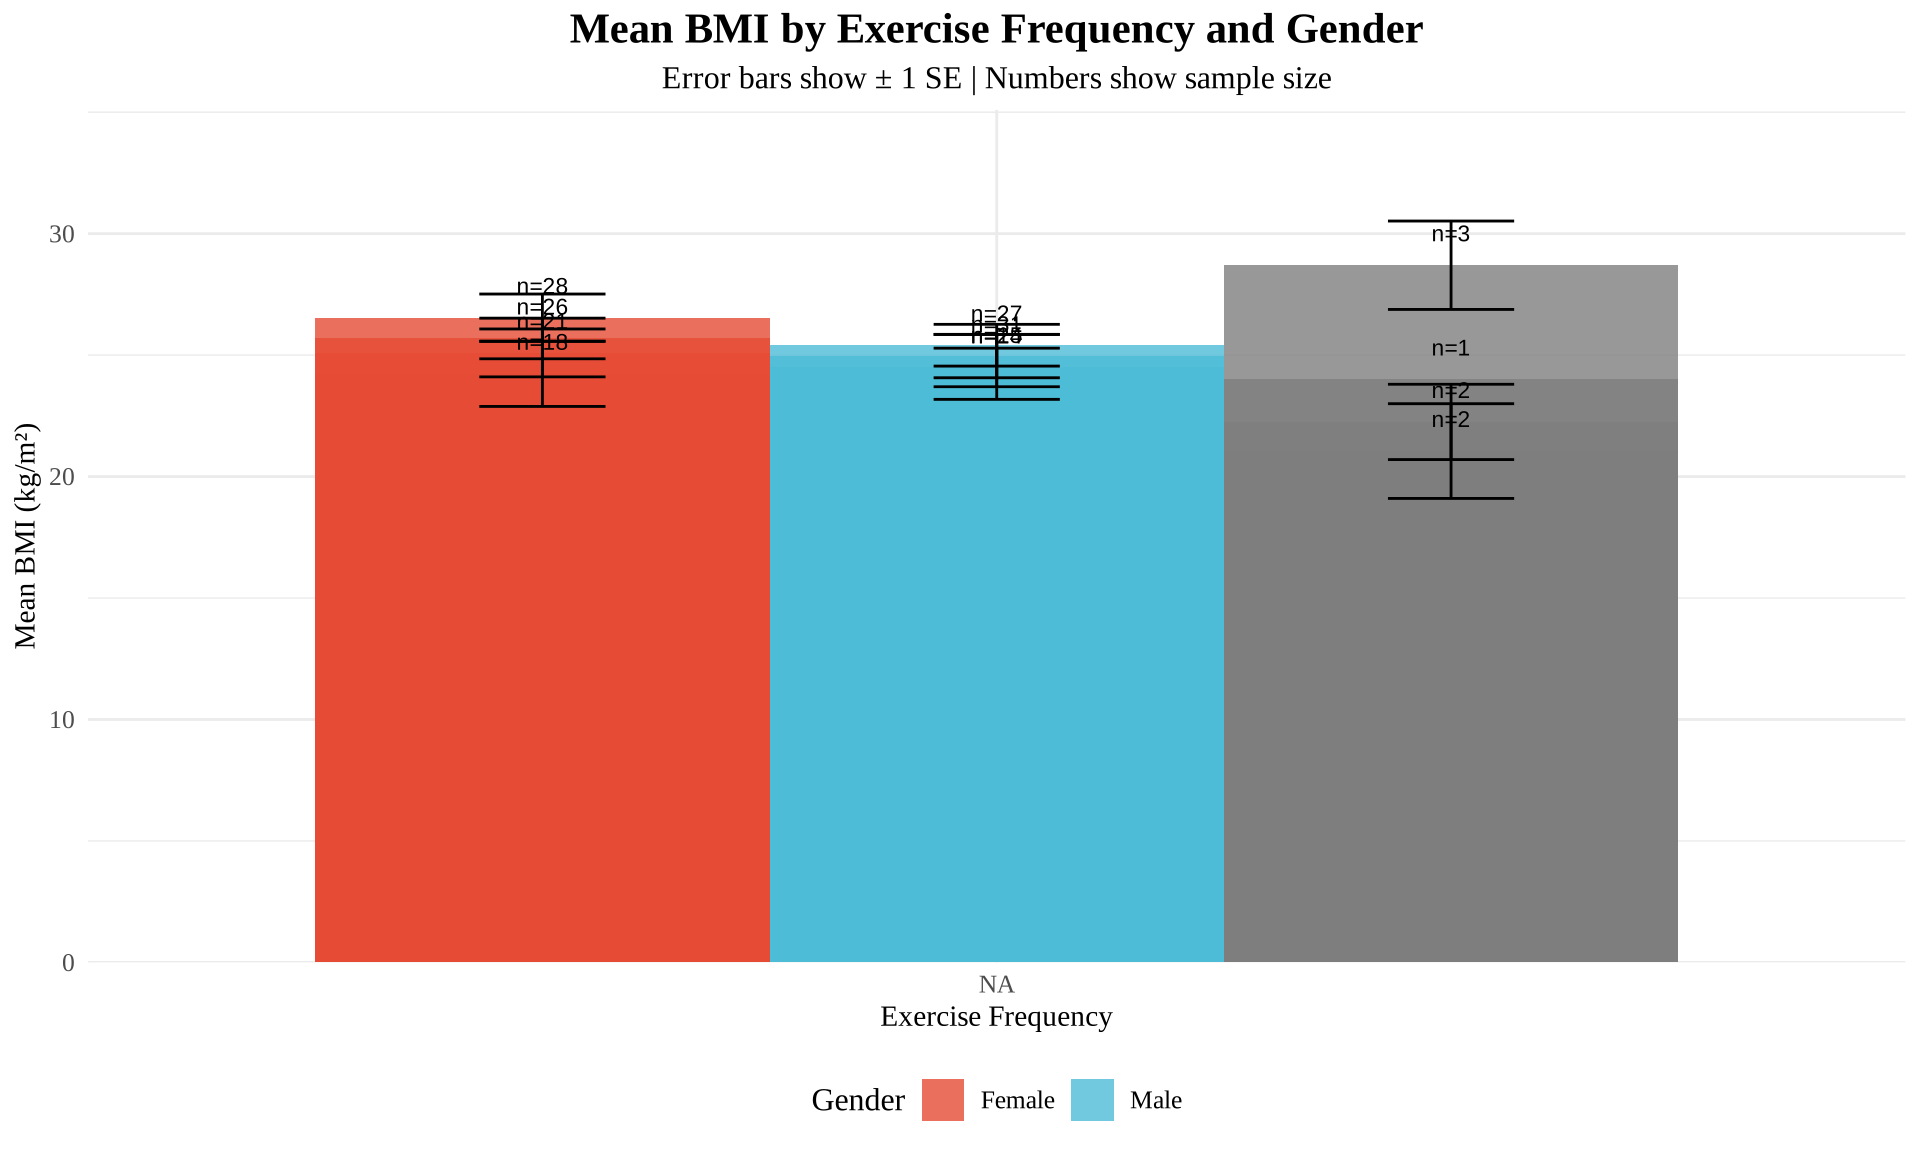 Mean BMI by Exercise Frequency and Gender
Error bars show ± 1 SE | Numbers show sample size
Mean BMI (kg/m²)
30
20
10
0
n=28
n=26
n=21
n=18
n=27
n=3
n=1
n=2
n=2
NA
Exercise Frequency
Gender
Female
Male